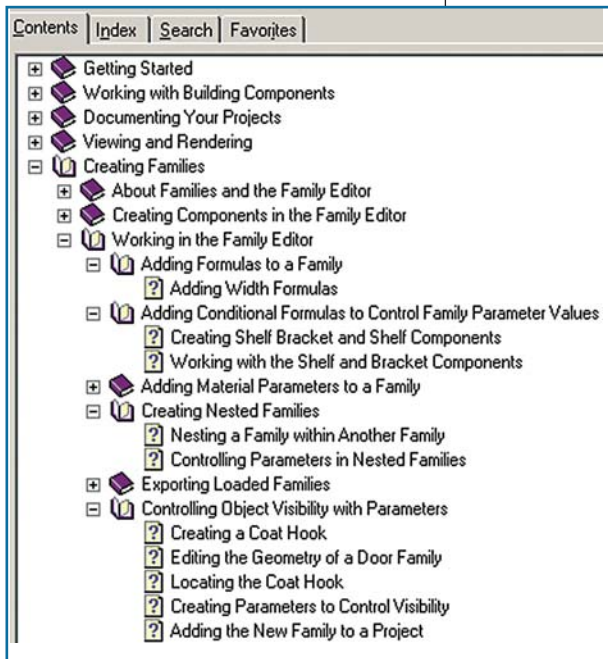 Contents Index Search Favorites
Getting Started
Working with Building Components
Documenting Your Projects
Viewing and Rendering
Creating Families
About Families and the Family Editor
Creating Components in the Family Editor
Working in the Family Editor
Adding Formulas to a Family
Adding Width Formulas
Adding Conditional Formulas to Control Family Parameter Values
Creating Shelf Bracket and Shelf Components
Working with the Shelf and Bracket Components
Adding Material Parameters to a Family
Creating Nested Families
Nesting a Family within Another Family
Controlling Parameters in Nested Families
Exporting Loaded Families
Controlling Object Visibility with Parameters
Creating a Coat Hook
Editing the Geometry of a Door Family
Locating the Coat Hook
Creating Parameters to Control Visibility
Adding the New Family to a Project